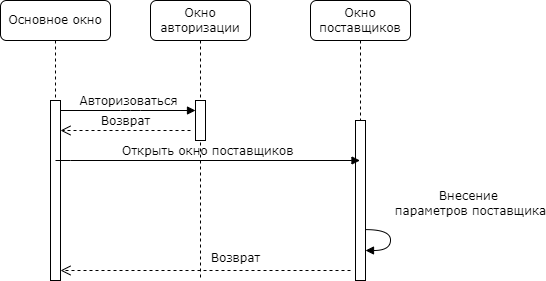 Основное окно
Окно
авторизации
Окно
поставщиков
Авторизоваться
Возврат
Открыть окно поставщиков
Внесение
параметров поставщика
Возврат